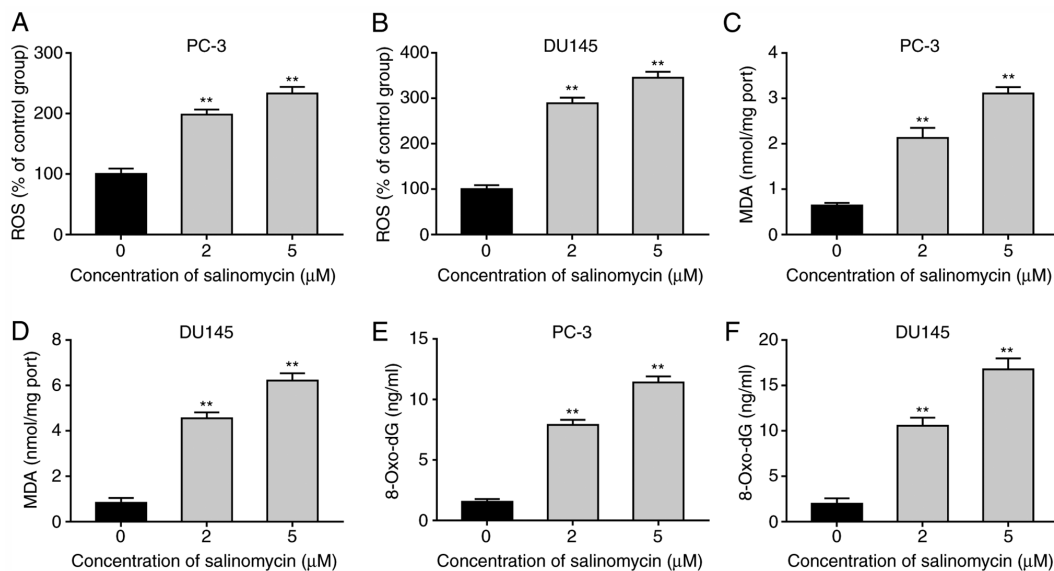 A
PC-3
ROS (% of control group)
300
200
100
0
**
**
0 2 5
Concentration of salinomycin (μM)
B
DU145
ROS (% of control group)
400
300
200
100
0
**
**
0 2 5
Concentration of salinomycin (μM)
C
PC-3
MDA (nmol/mg port)
4
3
2
1
0
**
**
0 2 5
Concentration of salinomycin (μM)
D
DU145
MDA (nmol/mg port)
8
6
4
2
0
**
**
0 2 5
Concentration of salinomycin (μM)
E
PC-3
8-Oxo-dG (ng/ml)
15
10
5
0
**
**
0 2 5
Concentration of salinomycin (μM)
F
DU145
8-Oxo-dG (ng/ml)
20
15
10
5
0
**
**
0 2 5
Concentration of salinomycin (μM)